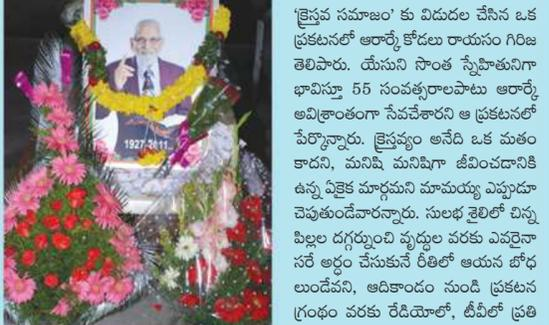 1927-2011
'క్రైస్తవ సమాజం' కు విడుదల చేసిన ఒక
ప్రకటనలో ఆరార్కే కోడలు రాయసం గిరిజ
తెలిపారు. యేసుని సొంత స్నేహితునిగా
భావిస్తూ 55 సంవత్సరాలపాటు ఆరార్కే
అవిశ్రాంతంగా సేవచేశారని ఆ ప్రకటనలో
పేర్కొన్నారు. క్రైస్తవ్యం అనేది ఒక మతం
కాదని, మనిషి మనిషిగా జీవించడానికి
ఉన్న ఏకైక మార్గమని మామయ్య ఎప్పుడూ
చెపుతుండేవారన్నారు. సులభ శైలిలో చిన్న
పిల్లల దగ్గర్నుంచి వృద్ధుల వరకు ఎవరైనా
సరే అర్ధం చేసుకునే రీతిలో ఆయన బోధ
లుండేవని, ఆదికాండం నుండి ప్రకటన
గ్రంథం వరకు రేడియోలో, టీవీలో ప్రతి